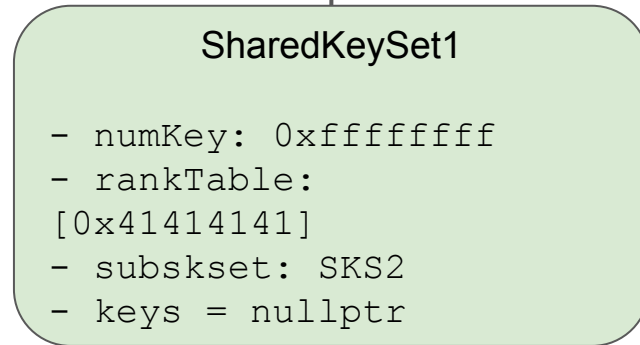 SharedKeySet1
- numKey: 0xffffffff
- rankTable:
[0x41414141]
- subskset: SKS2
- keys = nullptr